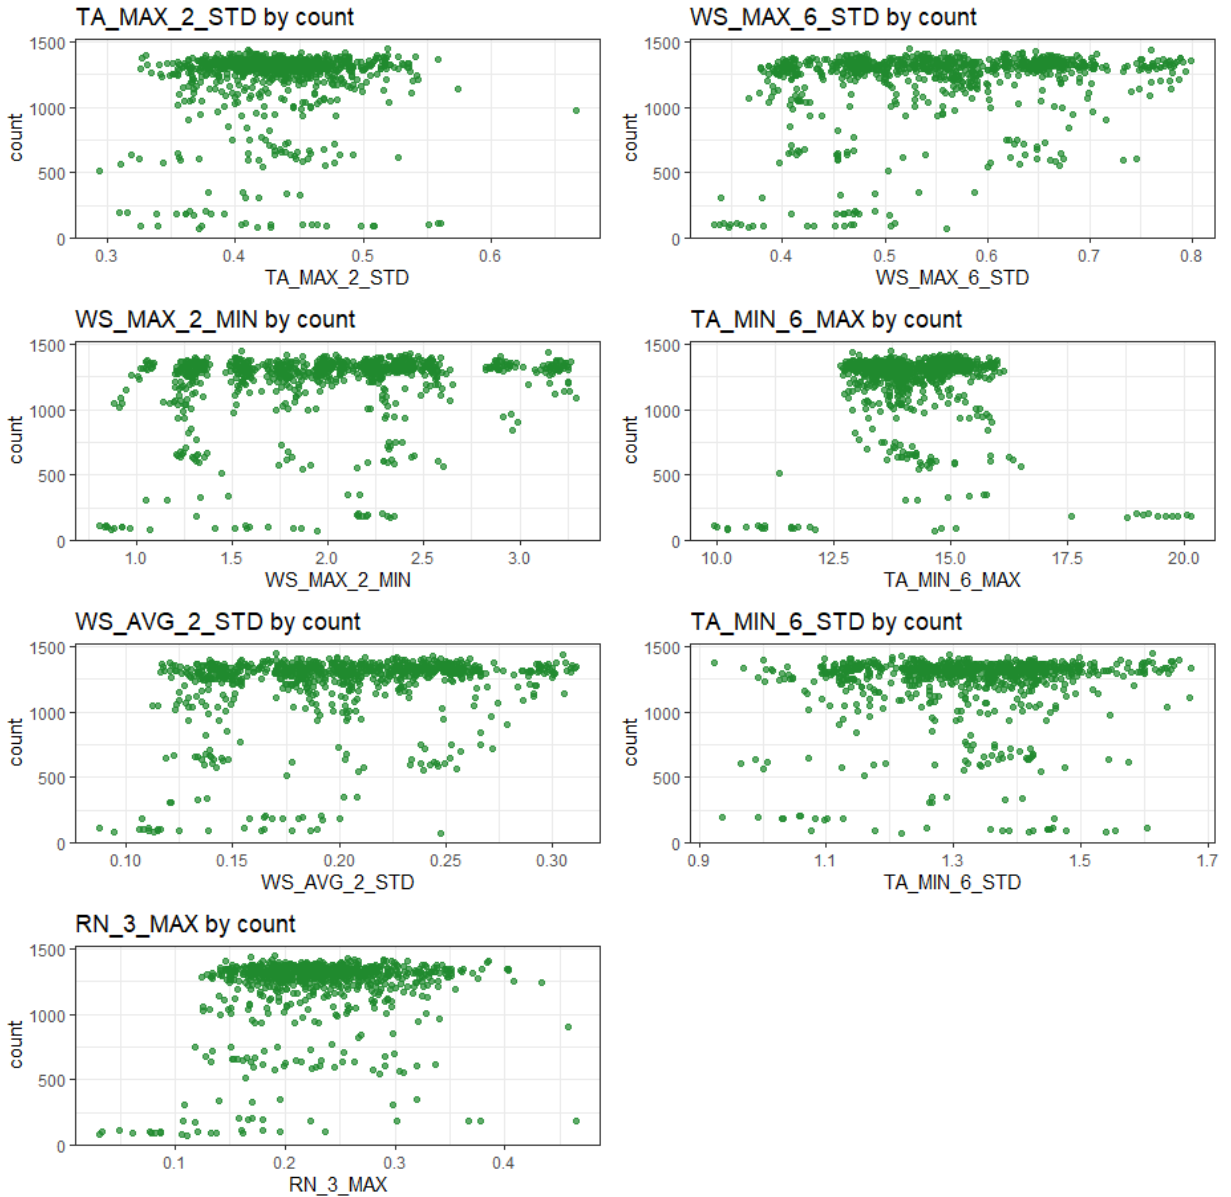 TA_MAX_2_STD by count
1500
1000
500
0
count
0.3 0.4 0.5 0.6
TA_MAX_2_STD
WS_MAX_6_STD by count
1500
1000
500
0
count
0.4 0.5 0.6 0.7 0.8
WS_MAX_6_STD
WS_MAX_2_MIN by count
1500
1000
500
0
count
1.0 1.5 2.0 2.5 3.0
WS_MAX_2_MIN
TA_MIN_6_MAX by count
1500
1000
500
0
count
10.0 12.5 15.0 17.5 20.0
TA_MIN_6_MAX
WS_AVG_2_STD by count
1500
1000
500
0
count
0.10 0.15 0.20 0.25 0.30
WS_AVG_2_STD
TA_MIN_6_STD by count
1500
1000
500
0
count
0.9 1.1 1.3 1.5 1.7
TA_MIN_6_STD
RN_3_MAX by count
1500
1000
500
0
count
0.1 0.2 0.3 0.4
RN_3_MAX